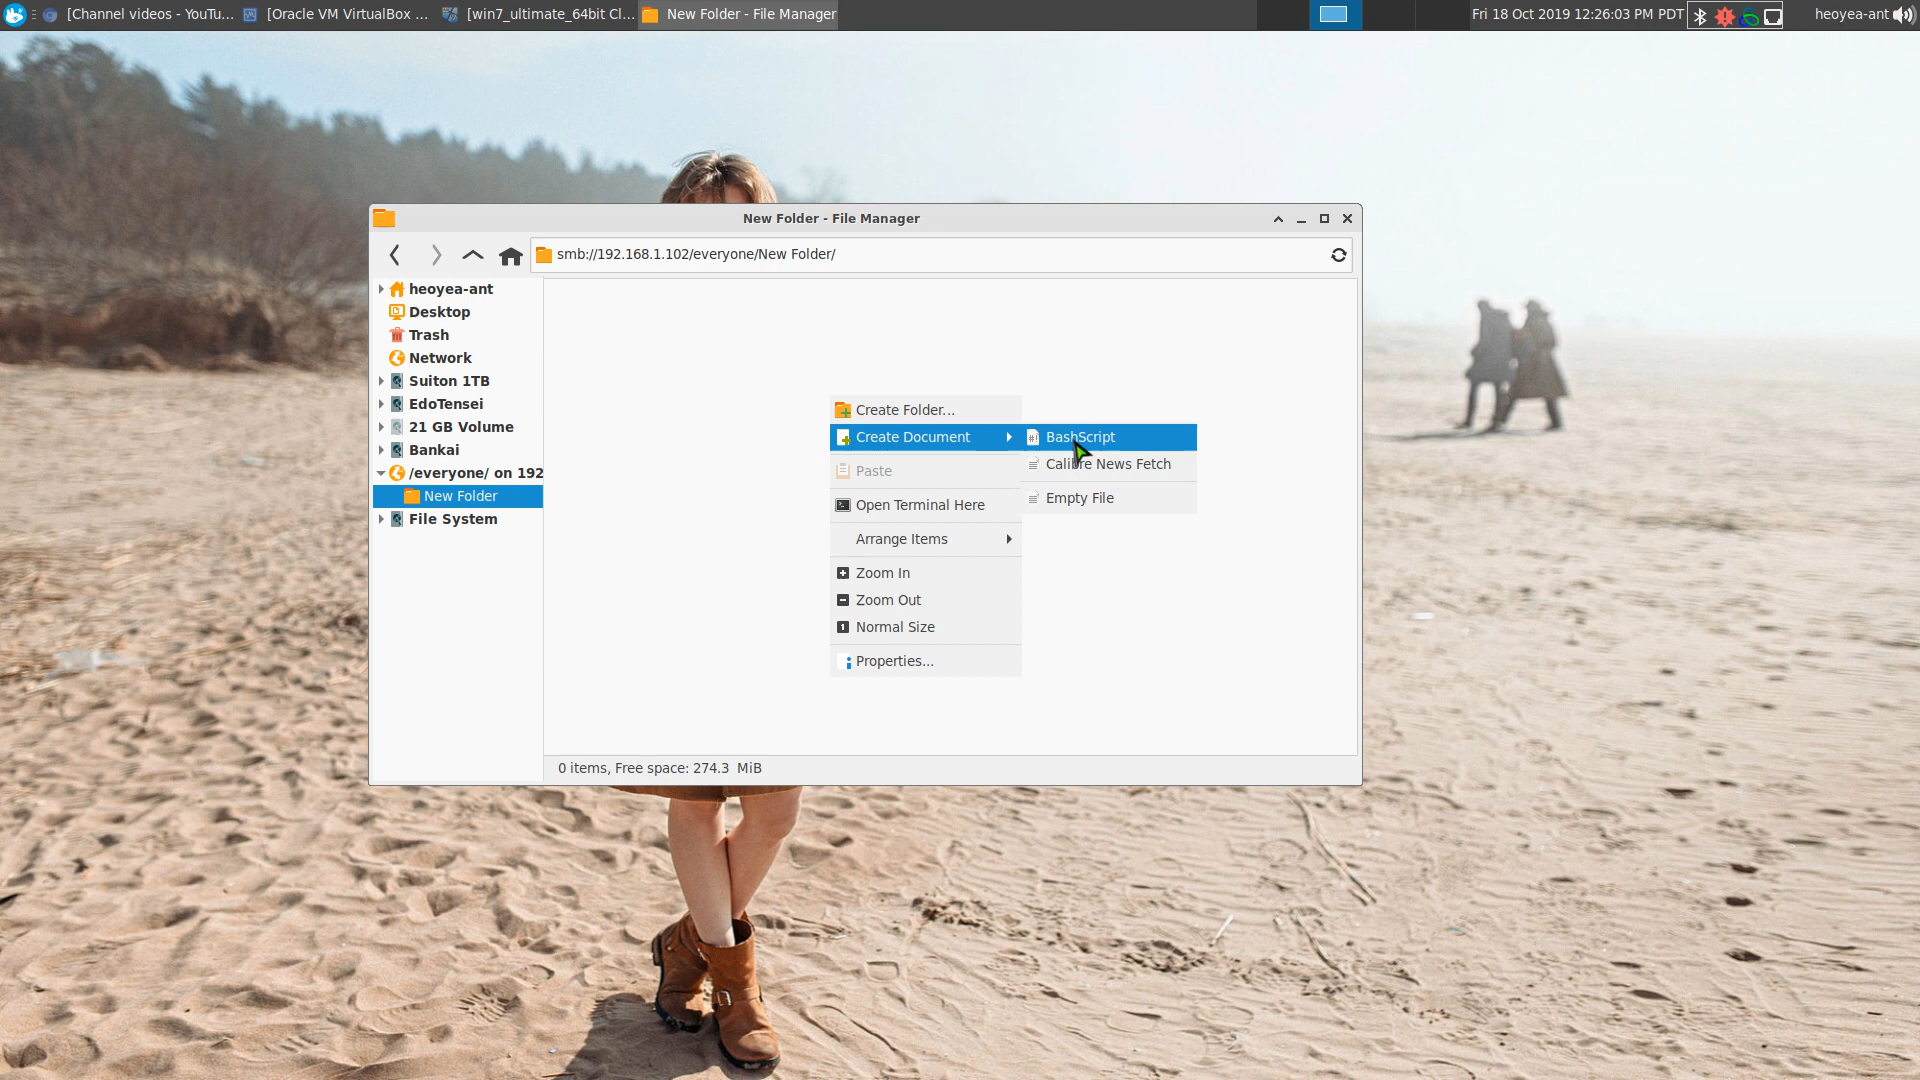 [Channel videos - YouTu...
[Oracle VM VirtualBox ...
[win7_ultimate_64bit Cl...
New Folder - File Manager
Fri 18 Oct 2019 12:26:03 PM PDT
heoyea-ant
New Folder - File Manager
smb://192.168.1.102/everyone/New Folder/
heoyea-ant
Desktop
Trash
Network
Suiton 1TB
EdoTensei
21 GB Volume
Bankai
/everyone/ on 192
New Folder
File System
Create Folder...
Create Document
Paste
Open Terminal Here
Arrange Items
Zoom In
Zoom Out
Normal Size
Properties...
BashScript
Calibre News Fetch
Empty File
0 items, Free space: 274.3 MiB